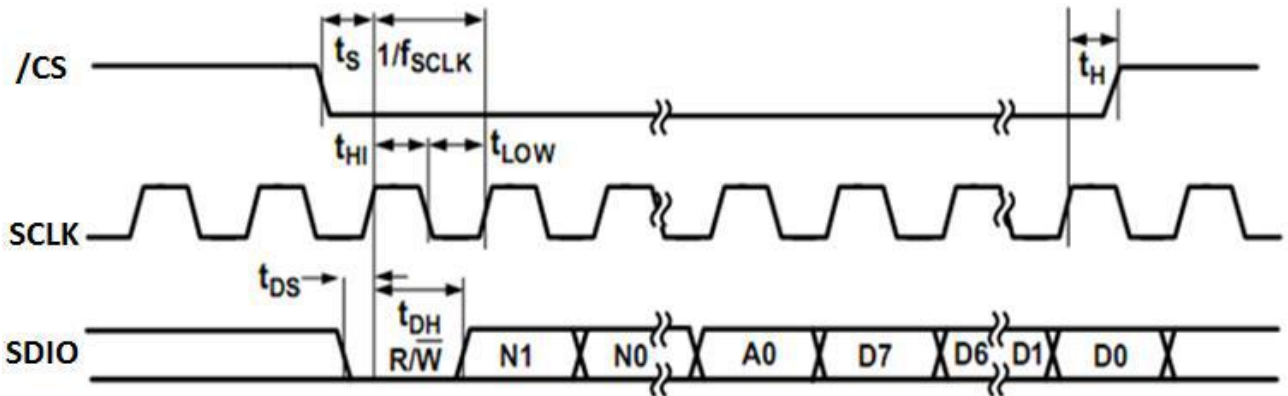 /CS
tS
1/fSCLK
tH
tHI
tLOW
SCLK
tDS
tDH
SDIO
R/W̅
N1
N0
A0
D7
D6
D1
D0